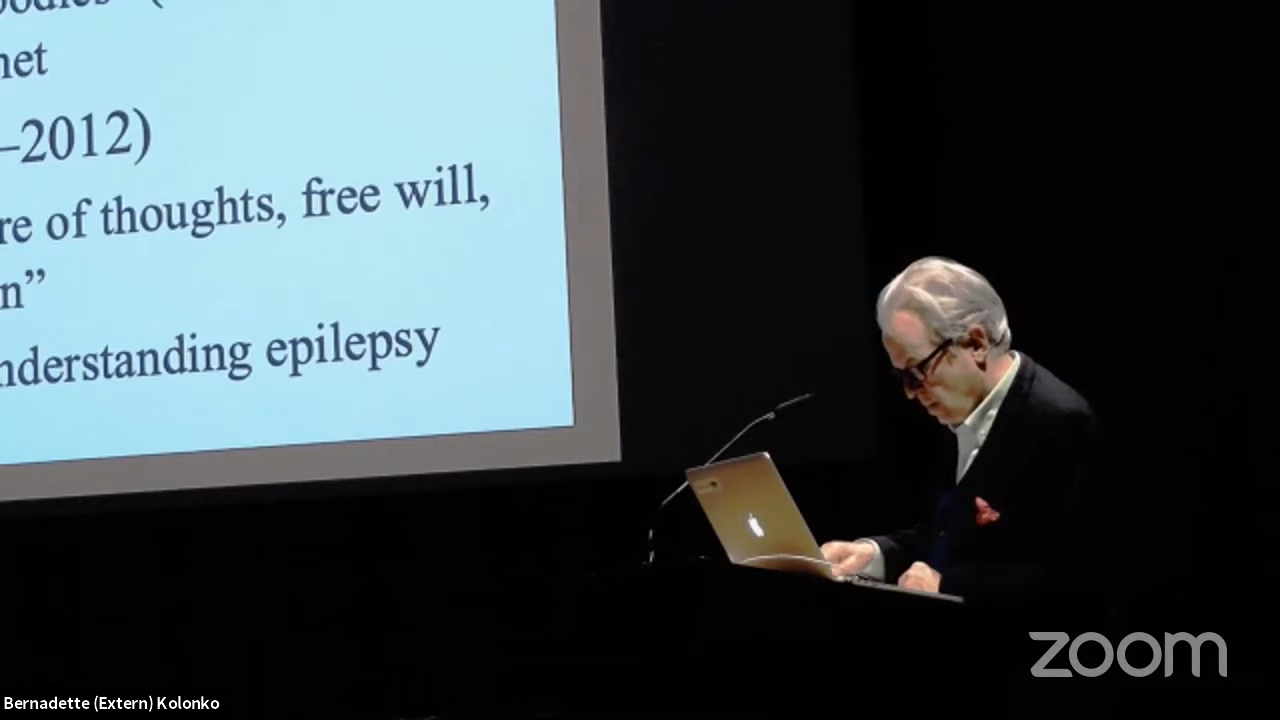 net
–2012)
re of thoughts, free will,
n”
nderstanding epilepsy
zoom
Bernadette (Extern) Kolonko